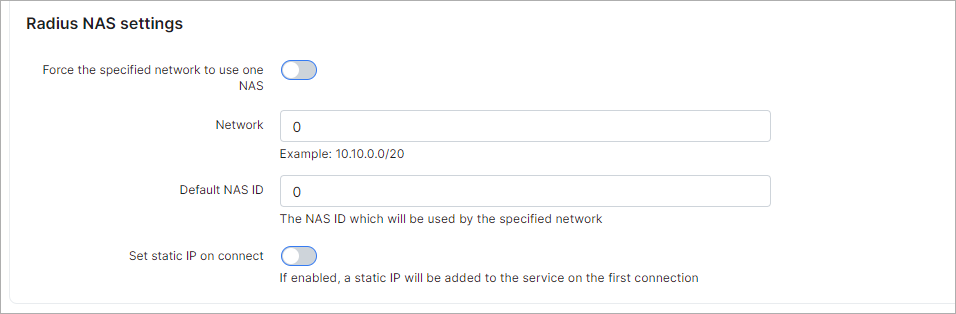 Radius NAS settings
Force the specified network to use one
NAS
Network
0
Example: 10.10.0.0/20
Default NAS ID
0
The NAS ID which will be used by the specified network
Set static IP on connect
If enabled, a static IP will be added to the service on the first connection